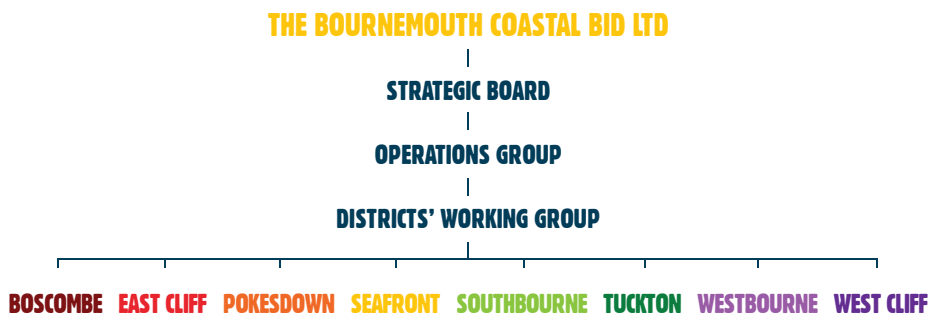 THE BOURNEMOUTH COASTAL BID LTD
STRATEGIC BOARD
OPERATIONS GROUP
DISTRICTS' WORKING GROUP
BOSCOMBE EAST CLIFF POKESDOWN SEAFRONT SOUTHBOURNE TUCKTON WESTBOURNE WEST CLIFF